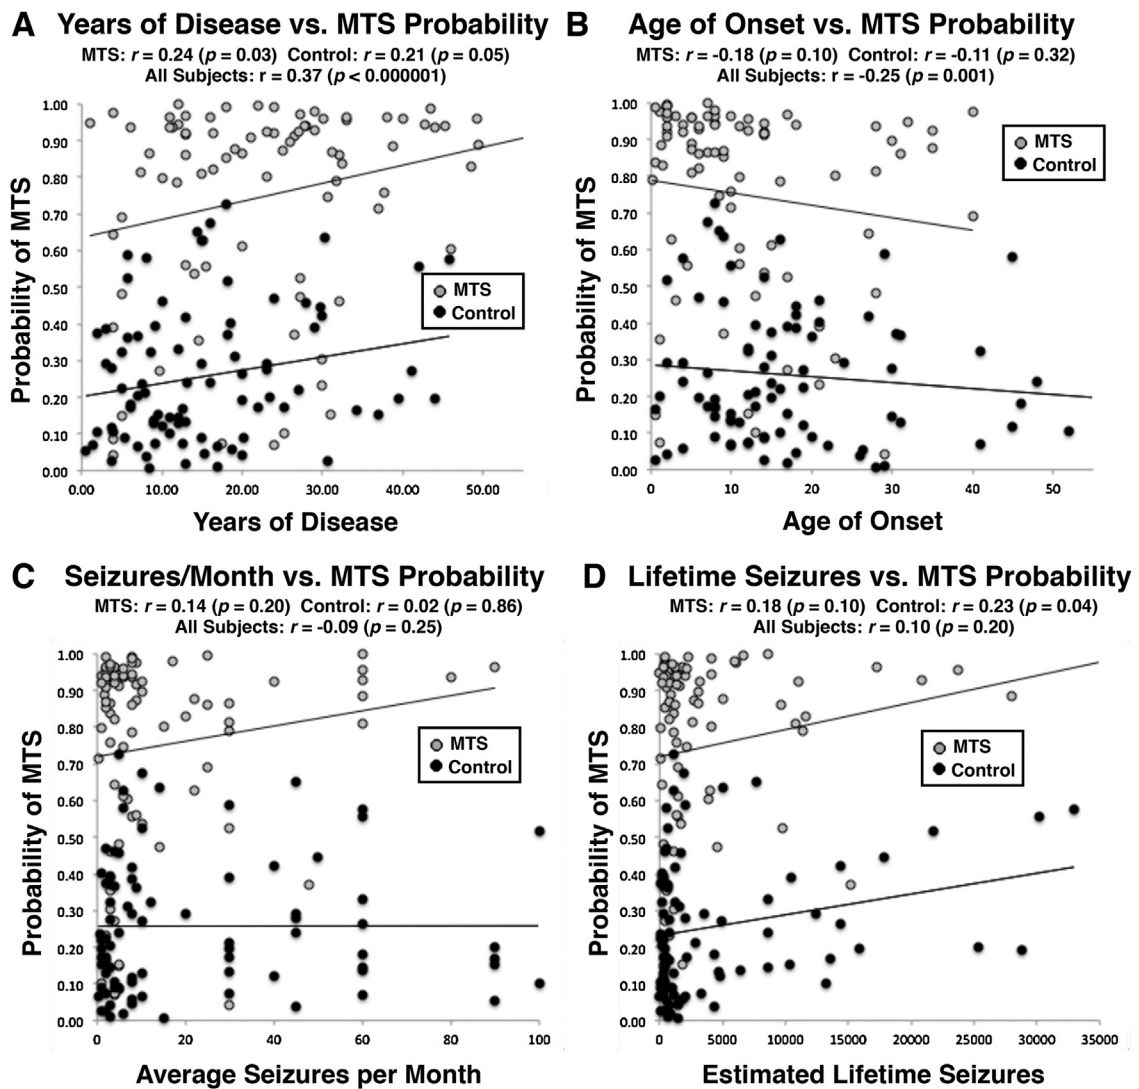 A Years of Disease vs. MTS Probability
MTS: r = 0.24 (p = 0.03) Control: r = 0.21 (p = 0.05)
All Subjects: r = 0.37 (p < 0.000001)
Probability of MTS
1.00
0.90
0.80
0.70
0.60
0.50
0.40
0.30
0.20
0.10
0.00
MTS
Control
0.00 10.00 20.00 30.00 40.00 50.00
Years of Disease
B Age of Onset vs. MTS Probability
MTS: r = -0.18 (p = 0.10) Control: r = -0.11 (p = 0.32)
All Subjects: r = -0.25 (p = 0.001)
Probability of MTS
1.00
0.90
0.80
0.70
0.60
0.50
0.40
0.30
0.20
0.10
0.00
MTS
Control
0 10 20 30 40 50
Age of Onset
C Seizures/Month vs. MTS Probability
MTS: r = 0.14 (p = 0.20) Control: r = 0.02 (p = 0.86)
All Subjects: r = -0.09 (p = 0.25)
Probability of MTS
1.00
0.90
0.80
0.70
0.60
0.50
0.40
0.30
0.20
0.10
0.00
MTS
Control
0 20 40 60 80 100
Average Seizures per Month
D Lifetime Seizures vs. MTS Probability
MTS: r = 0.18 (p = 0.10) Control: r = 0.23 (p = 0.04)
All Subjects: r = 0.10 (p = 0.20)
Probability of MTS
1.00
0.90
0.80
0.70
0.60
0.50
0.40
0.30
0.20
0.10
0.00
MTS
Control
0 5000 10000 15000 20000 25000 30000 35000
Estimated Lifetime Seizures